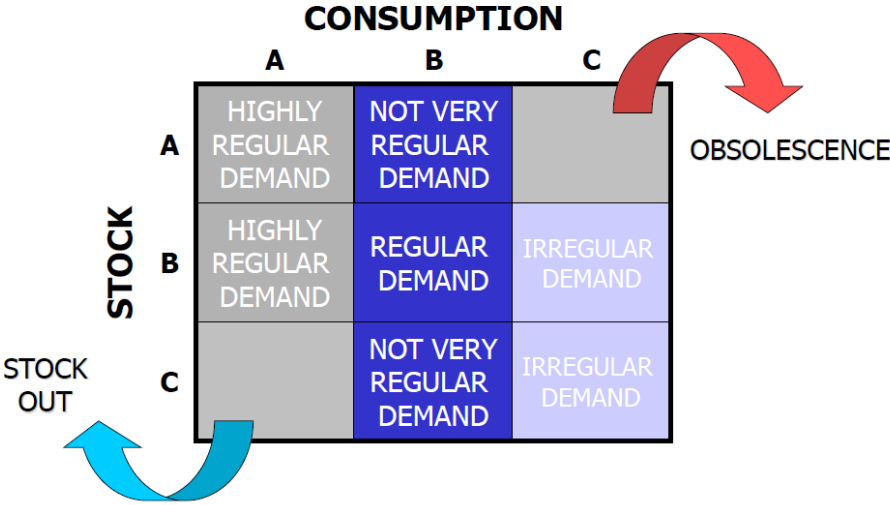 CONSUMPTION
A B C
A
HIGHLY
REGULAR
DEMAND
NOT VERY
REGULAR
DEMAND
OBSOLESCENCE
STOCK
B
HIGHLY
REGULAR
DEMAND
REGULAR
DEMAND
IRREGULAR
DEMAND
C
NOT VERY
REGULAR
DEMAND
IRREGULAR
DEMAND
STOCK
OUT